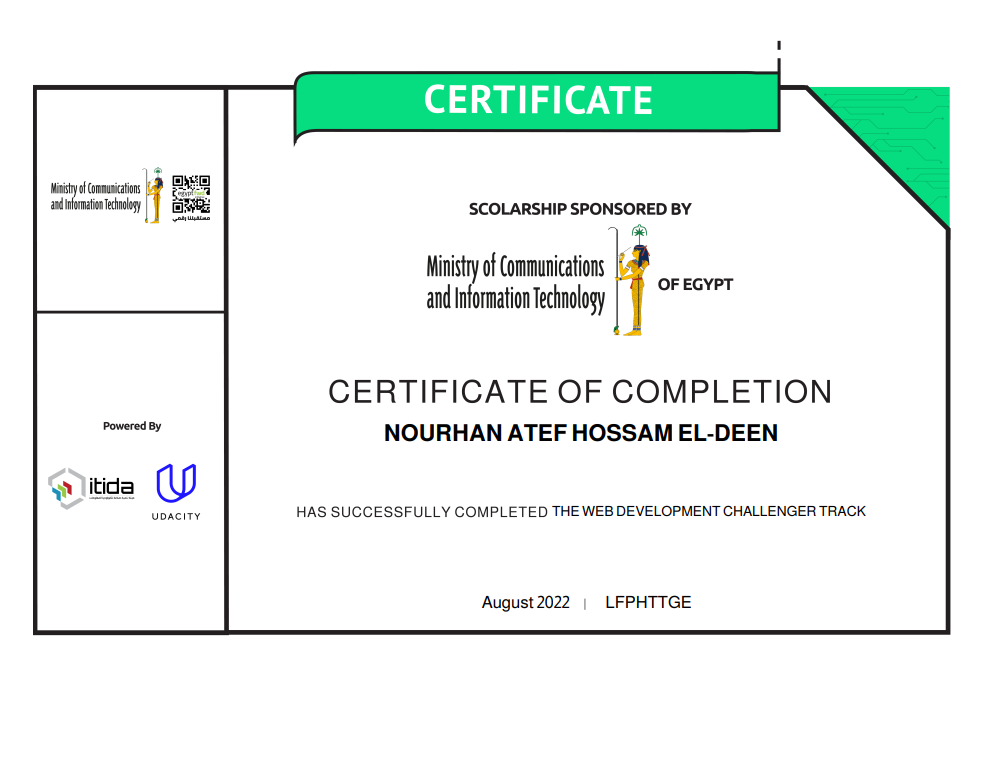 CERTIFICATE
Ministry of Communications
and Information Technology
egypt
مستقبلنا رقمي
SCOLARSHIP SPONSORED BY
Ministry of Communications
and Information Technology
OF EGYPT
CERTIFICATE OF COMPLETION
NOURHAN ATEF HOSSAM EL-DEEN
HAS SUCCESSFULLY COMPLETED THE WEB DEVELOPMENT CHALLENGER TRACK
August 2022 | LFPHTTGE
Powered By
itida
UDACITY